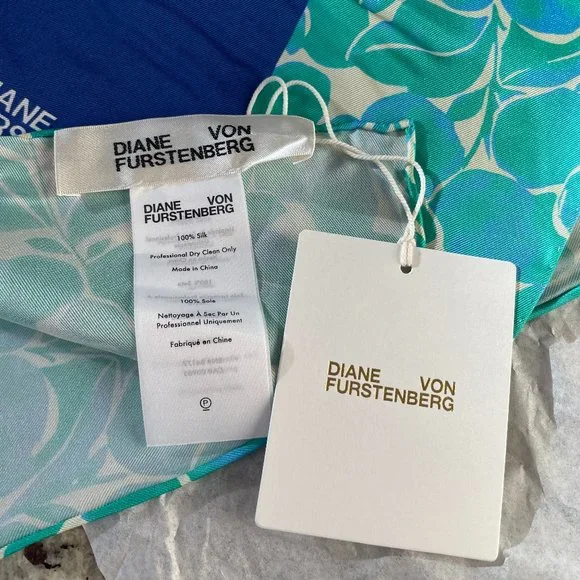 DIANE VON
FURSTENBERG
DIANE VON
FURSTENBERG
100% Silk
Professional Dry Clean Only
Made in China
100% Soie
Nettoyage À Sec Par Un
Professionnel Uniquement
Fabriqué en Chine
P
DIANE VON
FURSTENBERG